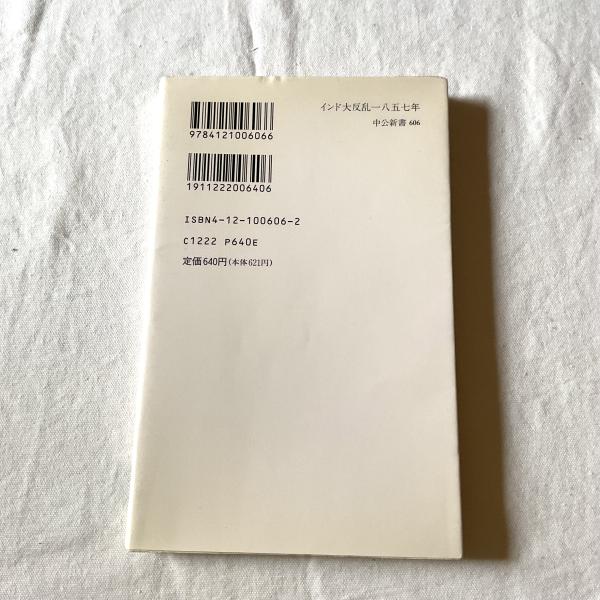 インド大反乱一八五七年
中公新書 606
9784121006066
1911222006406
ISBN4-12-100606-2
C1222 P640E
定価640円(本体621円)